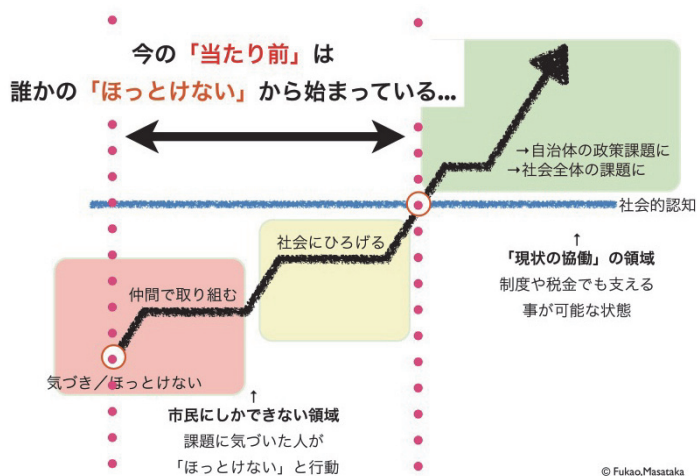 今の「当たり前」は
誰かの「ほっとけない」から始まっている...
→自治体の政策課題に
→社会全体の課題に
社会的認知
社会にひろげる
仲間で取り組む
気づき／ほっとけない
↑
「現状の協働」の領域
制度や税金でも支える
事が可能な状態
↑
市民にしかできない領域
課題に気づいた人が
「ほっとけない」と行動
© Fukao,Masataka